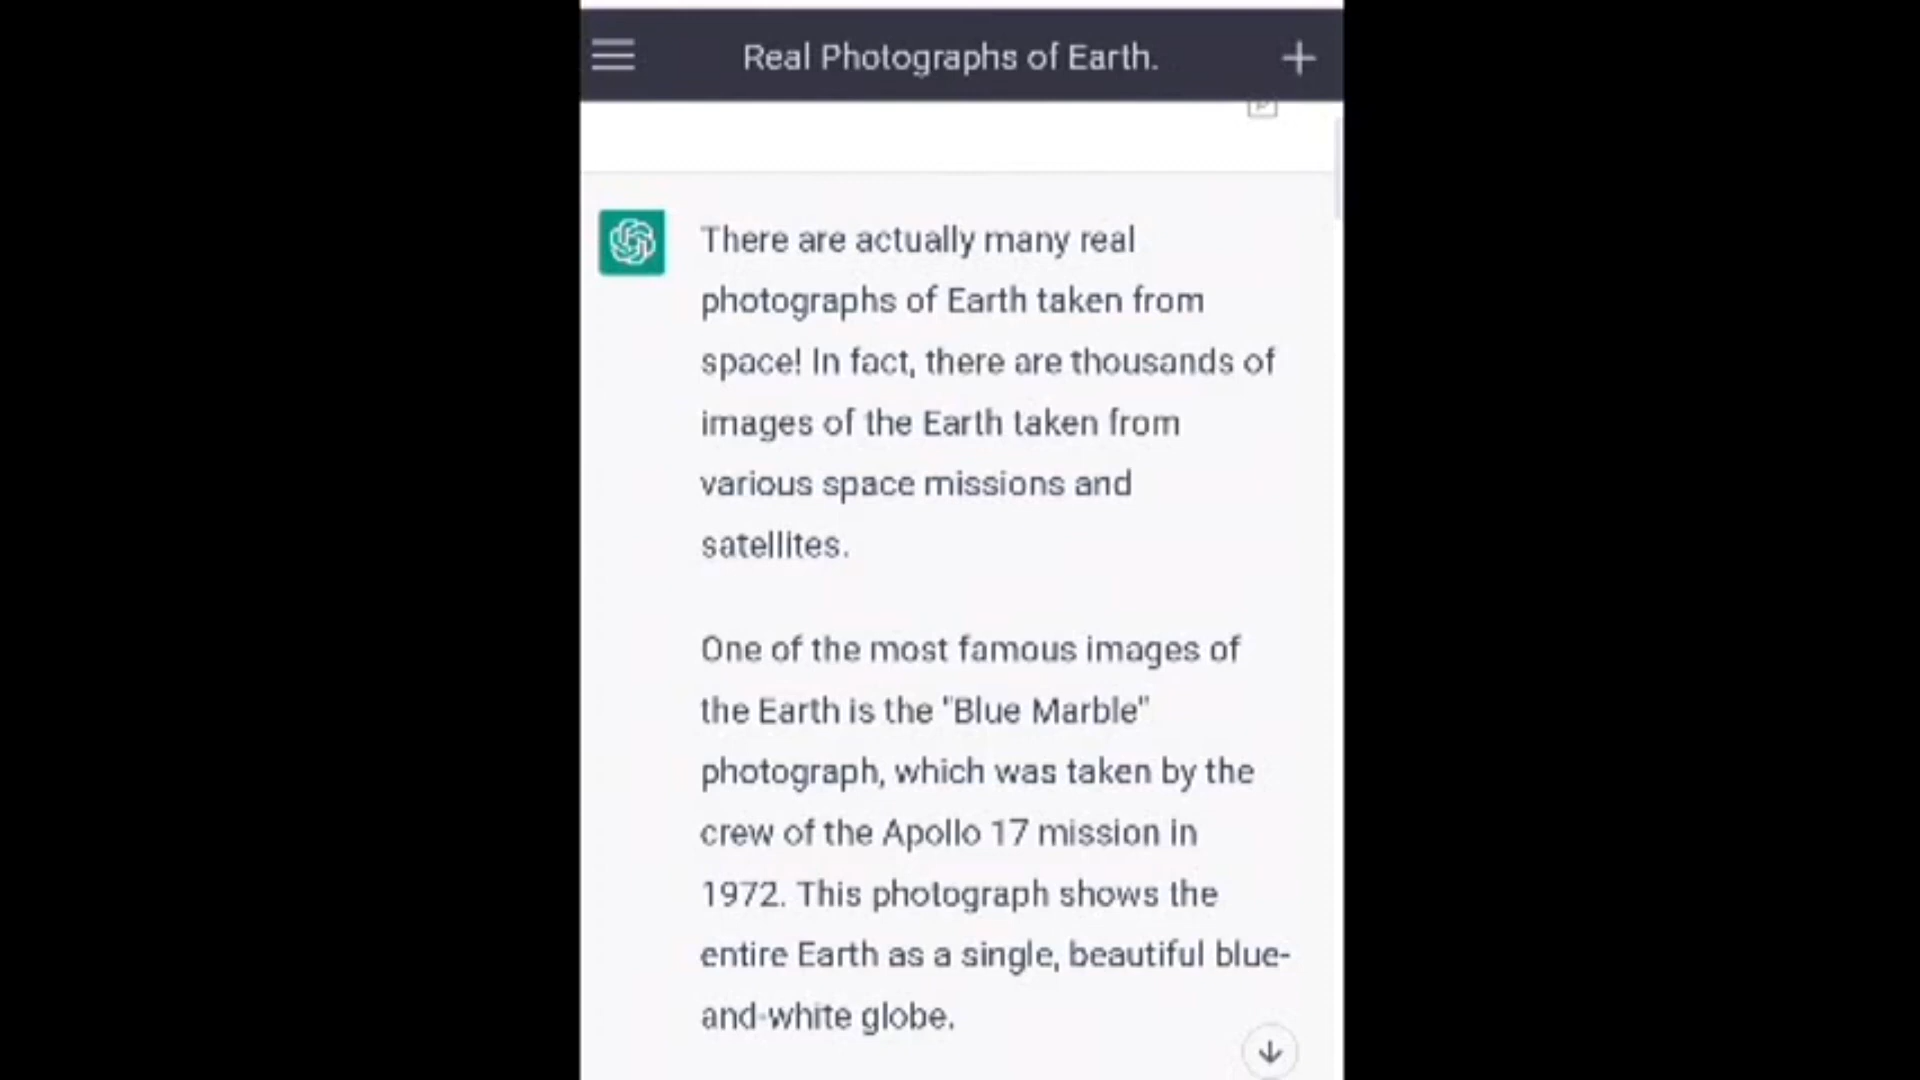 Real Photographs of Earth.
There are actually many real
photographs of Earth taken from
space! In fact, there are thousands of
images of the Earth taken from
various space missions and
satellites.
One of the most famous images of
the Earth is the "Blue Marble"
photograph, which was taken by the
crew of the Apollo 17 mission in
1972. This photograph shows the
entire Earth as a single, beautiful blue-
and-white globe.